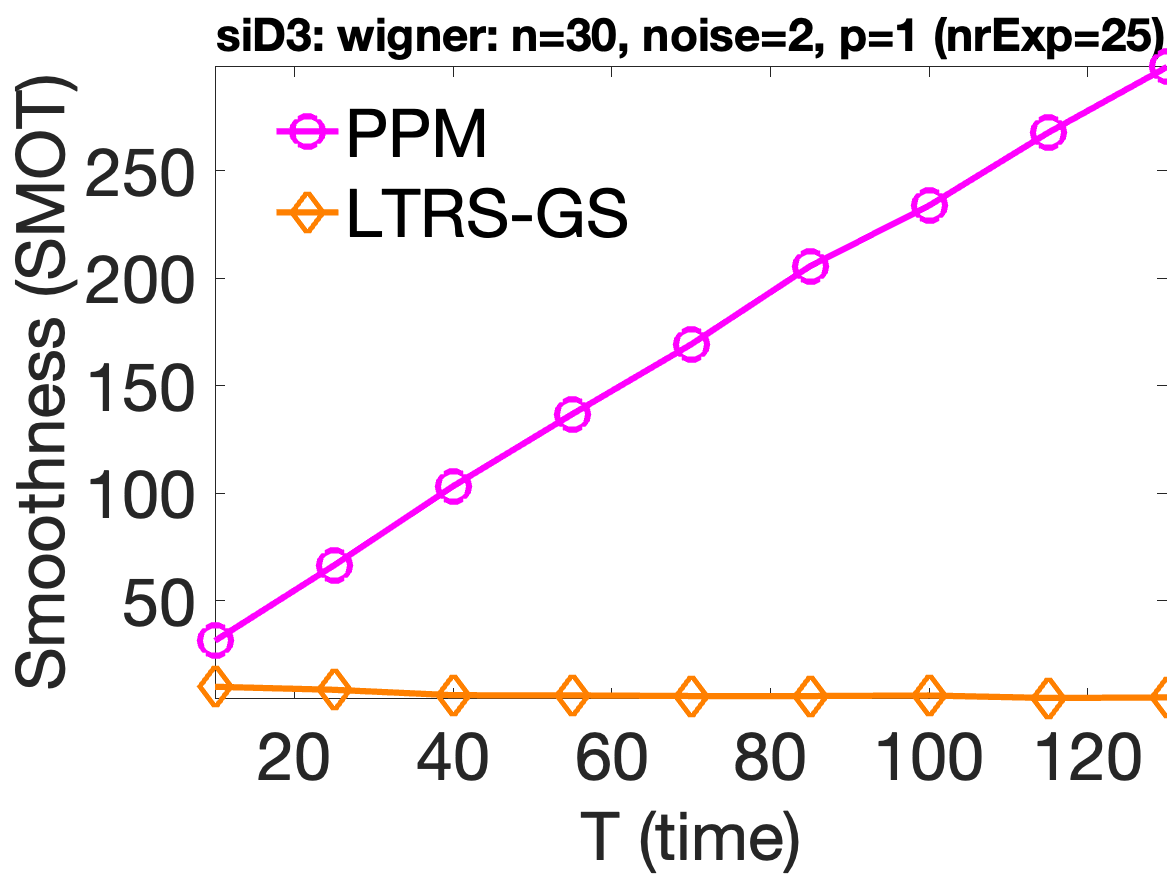 siD3: wigner: n=30, noise=2, p=1 (nrExp=25)
PPM
LTRS-GS
Smoothness (SMOT)
250
200
150
100
50
20 40 60 80 100 120
T (time)